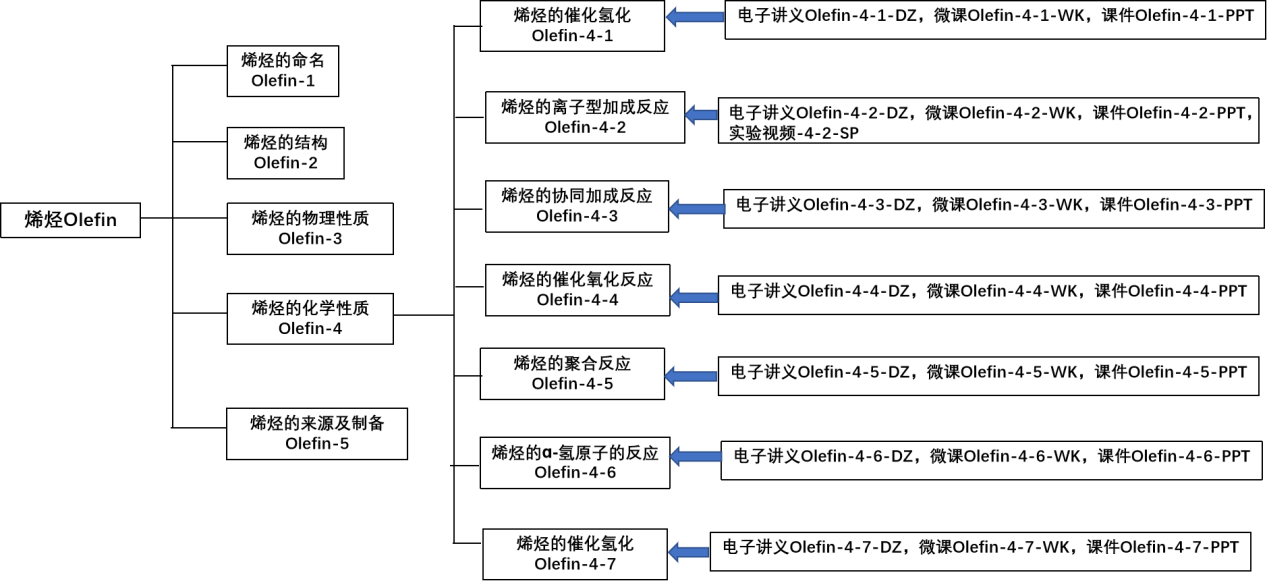 烯烃Olefin
烯烃的命名
Olefin-1
烯烃的结构
Olefin-2
烯烃的物理性质
Olefin-3
烯烃的化学性质
Olefin-4
烯烃的来源及制备
Olefin-5
烯烃的催化氢化
Olefin-4-1
电子讲义Olefin-4-1-DZ，微课Olefin-4-1-WK，课件Olefin-4-1-PPT
烯烃的离子型加成反应
Olefin-4-2
电子讲义Olefin-4-2-DZ，微课Olefin-4-2-WK，课件Olefin-4-2-PPT，
实验视频-4-2-SP
烯烃的协同加成反应
Olefin-4-3
电子讲义Olefin-4-3-DZ，微课Olefin-4-3-WK，课件Olefin-4-3-PPT
烯烃的催化氧化反应
Olefin-4-4
电子讲义Olefin-4-4-DZ，微课Olefin-4-4-WK，课件Olefin-4-4-PPT
烯烃的聚合反应
Olefin-4-5
电子讲义Olefin-4-5-DZ，微课Olefin-4-5-WK，课件Olefin-4-5-PPT
烯烃的α-氢原子的反应
Olefin-4-6
电子讲义Olefin-4-6-DZ，微课Olefin-4-6-WK，课件Olefin-4-6-PPT
烯烃的催化氢化
Olefin-4-7
电子讲义Olefin-4-7-DZ，微课Olefin-4-7-WK，课件Olefin-4-7-PPT